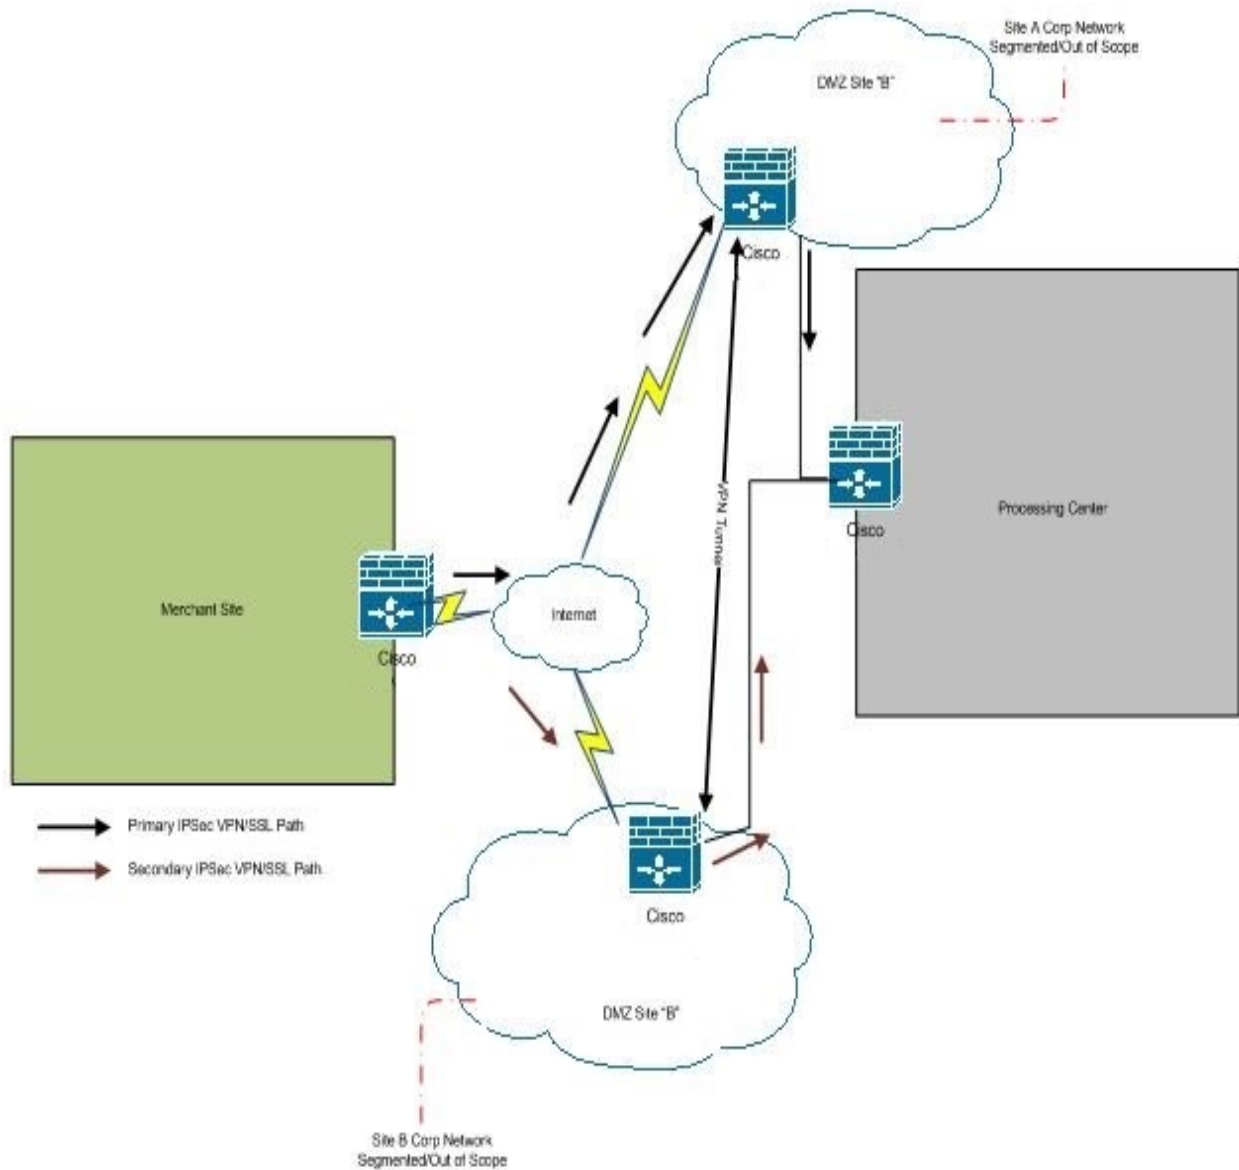 Site A Corp Network
Segmented/Out of Scope
DMZ Site "B"
Cisco
VPN Tunnel
Processing Center
Cisco
Merchant Site
Internet
Cisco
Primary IPSec VPN/SSL Path
Secondary IPSec VPN/SSL Path
Cisco
DMZ Site "B"
Site B Corp Network
Segmented/Out of Scope